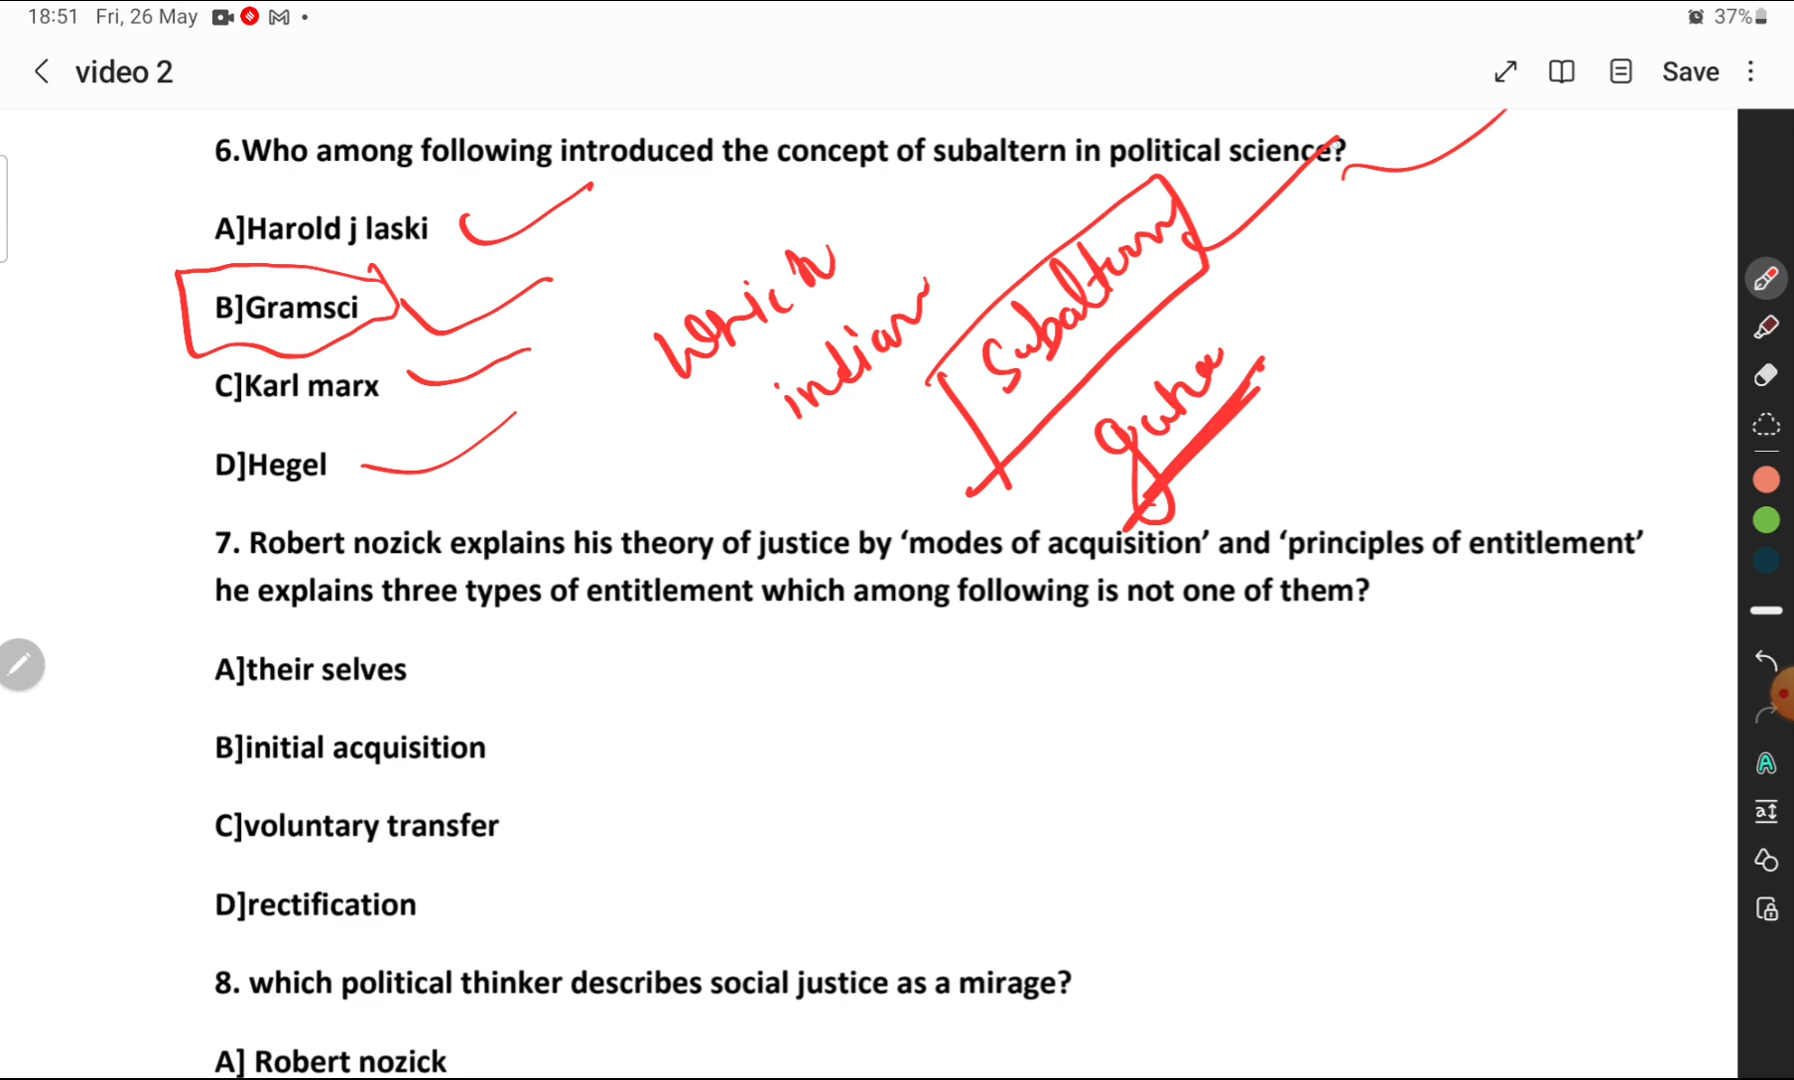 18:51 Fri, 26 May 37%
video 2 Save
6.Who among following introduced the concept of subaltern in political science?
A]Harold j laski
B]Gramsci
C]Karl marx
D]Hegel
which
indian
Subaltern
guha
7. Robert nozick explains his theory of justice by ‘modes of acquisition’ and ‘principles of entitlement’
he explains three types of entitlement which among following is not one of them?
A]their selves
B]initial acquisition
C]voluntary transfer
D]rectification
8. which political thinker describes social justice as a mirage?
A] Robert nozick